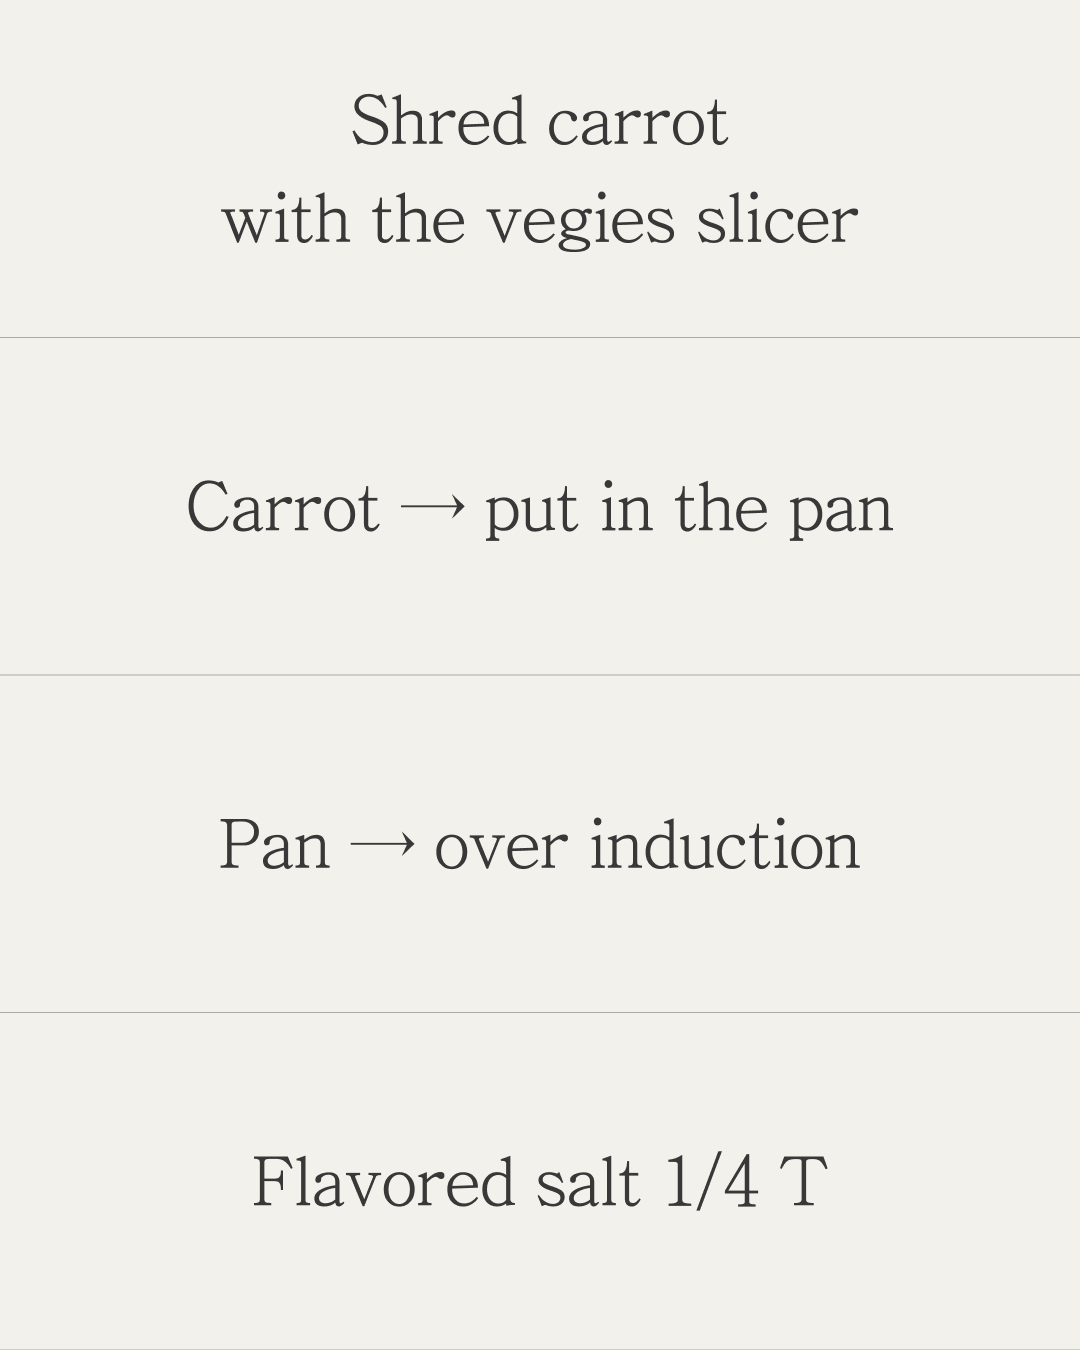 Shred carrot
with the vegies slicer
Carrot → put in the pan
Pan → over induction
Flavored salt 1/4 T